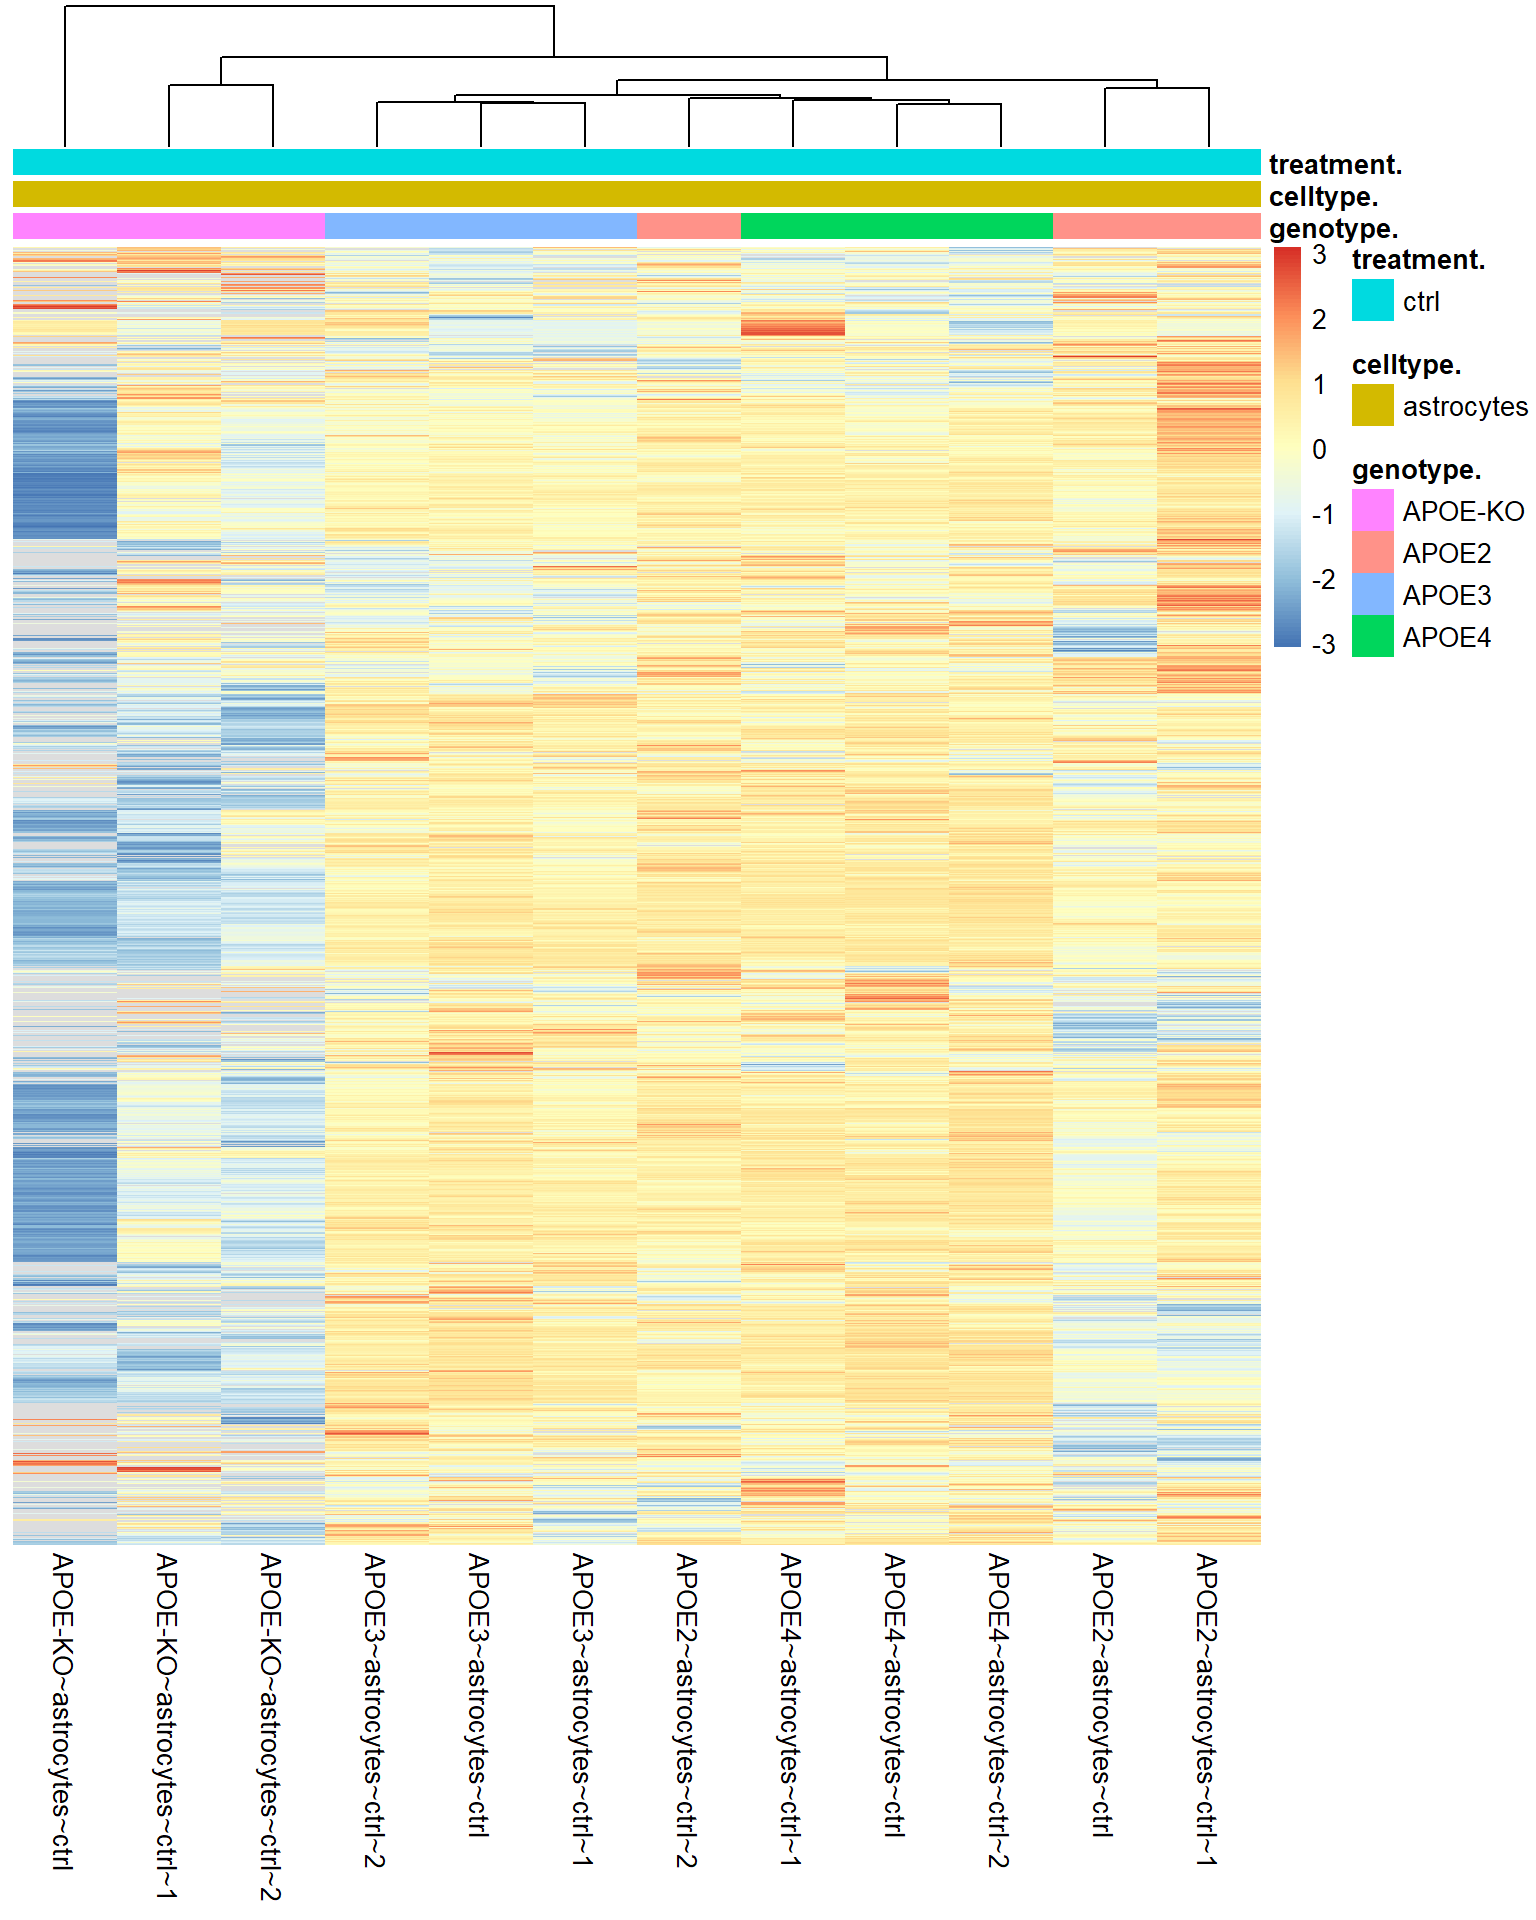 treatment.
celltype.
genotype.
3
2
1
0
-1
-2
-3
treatment.
ctrl
celltype.
astrocytes
genotype.
APOE-KO
APOE2
APOE3
APOE4
APOE-KO~astrocytes~ctrl
APOE-KO~astrocytes~ctrl~1
APOE-KO~astrocytes~ctrl~2
APOE3~astrocytes~ctrl~2
APOE3~astrocytes~ctrl
APOE3~astrocytes~ctrl~1
APOE2~astrocytes~ctrl~2
APOE4~astrocytes~ctrl~1
APOE4~astrocytes~ctrl
APOE4~astrocytes~ctrl~2
APOE2~astrocytes~ctrl
APOE2~astrocytes~ctrl~1